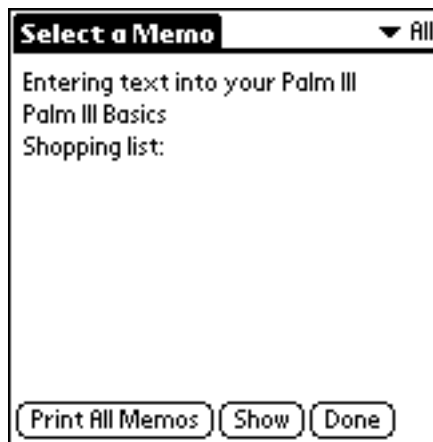 Select a Memo
All
Entering text into your Palm III
Palm III Basics
Shopping list:
Print All Memos
Show
Done